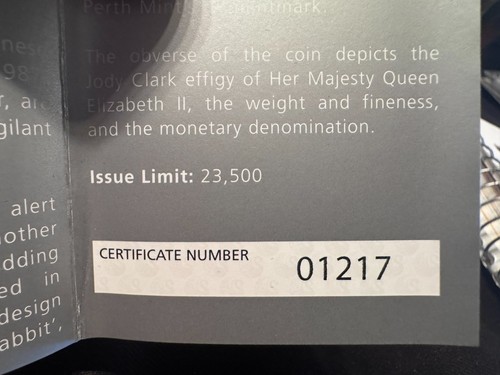 Perth Mint's
The obverse of the coin depicts the
Jody Clark effigy of Her Majesty Queen
Elizabeth II, the weight and fineness,
and the monetary denomination.
Issue Limit: 23,500
CERTIFICATE NUMBER
01217
gilant
alert
other
dding
ed in
design
abbit',